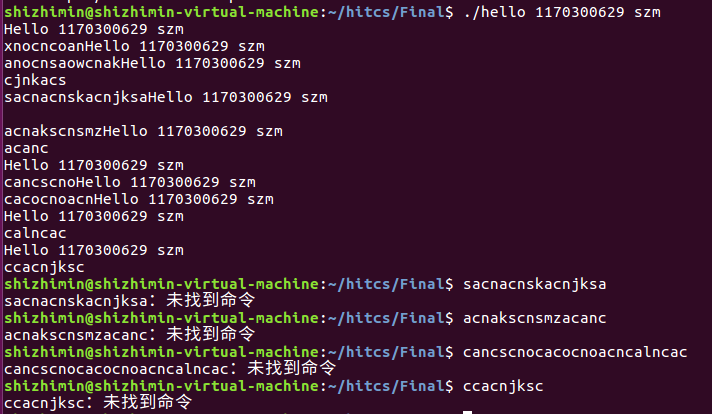 shizhimin@shizhimin-virtual-machine:~/hitcs/Final$ ./hello 1170300629 szm
Hello 1170300629 szm
xnocncoanHello 1170300629 szm
anocnsaowcnakHello 1170300629 szm
cjnkacs
sacnacnskacnjksaHello 1170300629 szm

acnakscnsmzHello 1170300629 szm
acanc
Hello 1170300629 szm
cancscnoHello 1170300629 szm
cacocnoacnHello 1170300629 szm
Hello 1170300629 szm
calncac
Hello 1170300629 szm
ccacnjksc
shizhimin@shizhimin-virtual-machine:~/hitcs/Final$ sacnacnskacnjksa
sacnacnskacnjksa：未找到命令
shizhimin@shizhimin-virtual-machine:~/hitcs/Final$ acnakscnsmzacanc
acnakscnsmzacanc：未找到命令
shizhimin@shizhimin-virtual-machine:~/hitcs/Final$ cancscnocacocnoacncalncac
cancscnocacocnoacncalncac：未找到命令
shizhimin@shizhimin-virtual-machine:~/hitcs/Final$ ccacnjksc
ccacnjksc：未找到命令